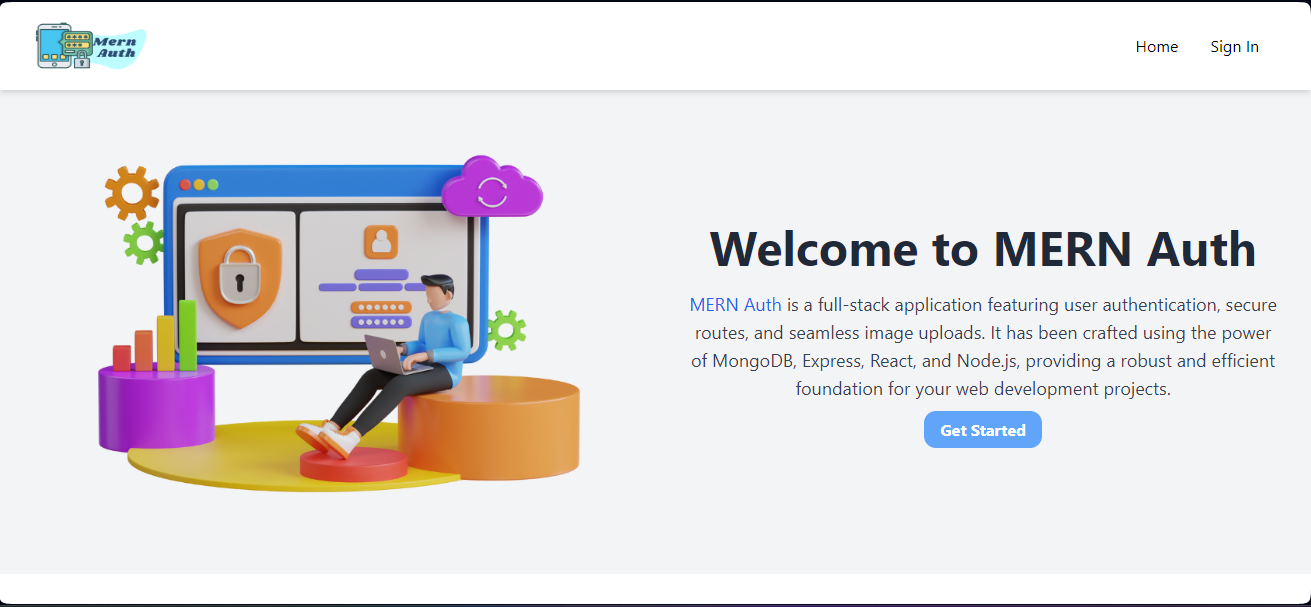 Mern
Auth
Home
Sign In
Welcome to MERN Auth
MERN Auth is a full-stack application featuring user authentication, secure
routes, and seamless image uploads. It has been crafted using the power
of MongoDB, Express, React, and Node.js, providing a robust and efficient
foundation for your web development projects.
Get Started